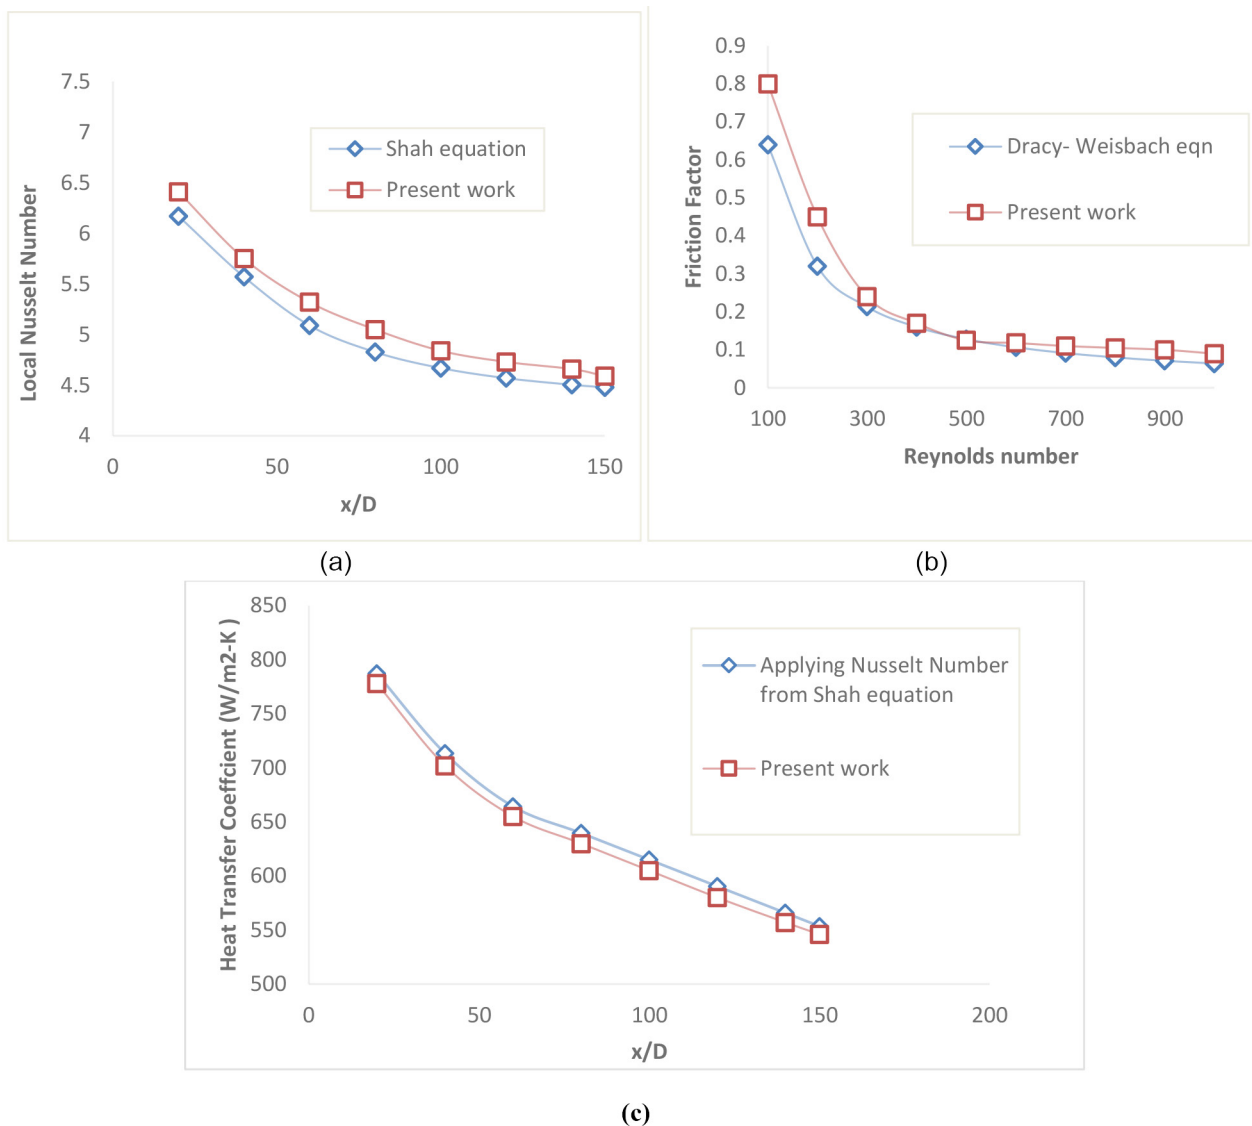 7.5
7
6.5
6
5.5
5
4.5
4
Local Nusselt Number
Shah equation
Present work
0
50
100
150
x/D
(a)
0.9
0.8
0.7
0.6
0.5
0.4
0.3
0.2
0.1
0
Friction Factor
Dracy- Weisbach eqn
Present work
100
300
500
700
900
Reynolds number
(b)
850
800
750
700
650
600
550
500
Heat Transfer Coeffcient (W/m2-K )
Applying Nusselt Number
from Shah equation
Present work
0
50
100
150
200
x/D
(c)